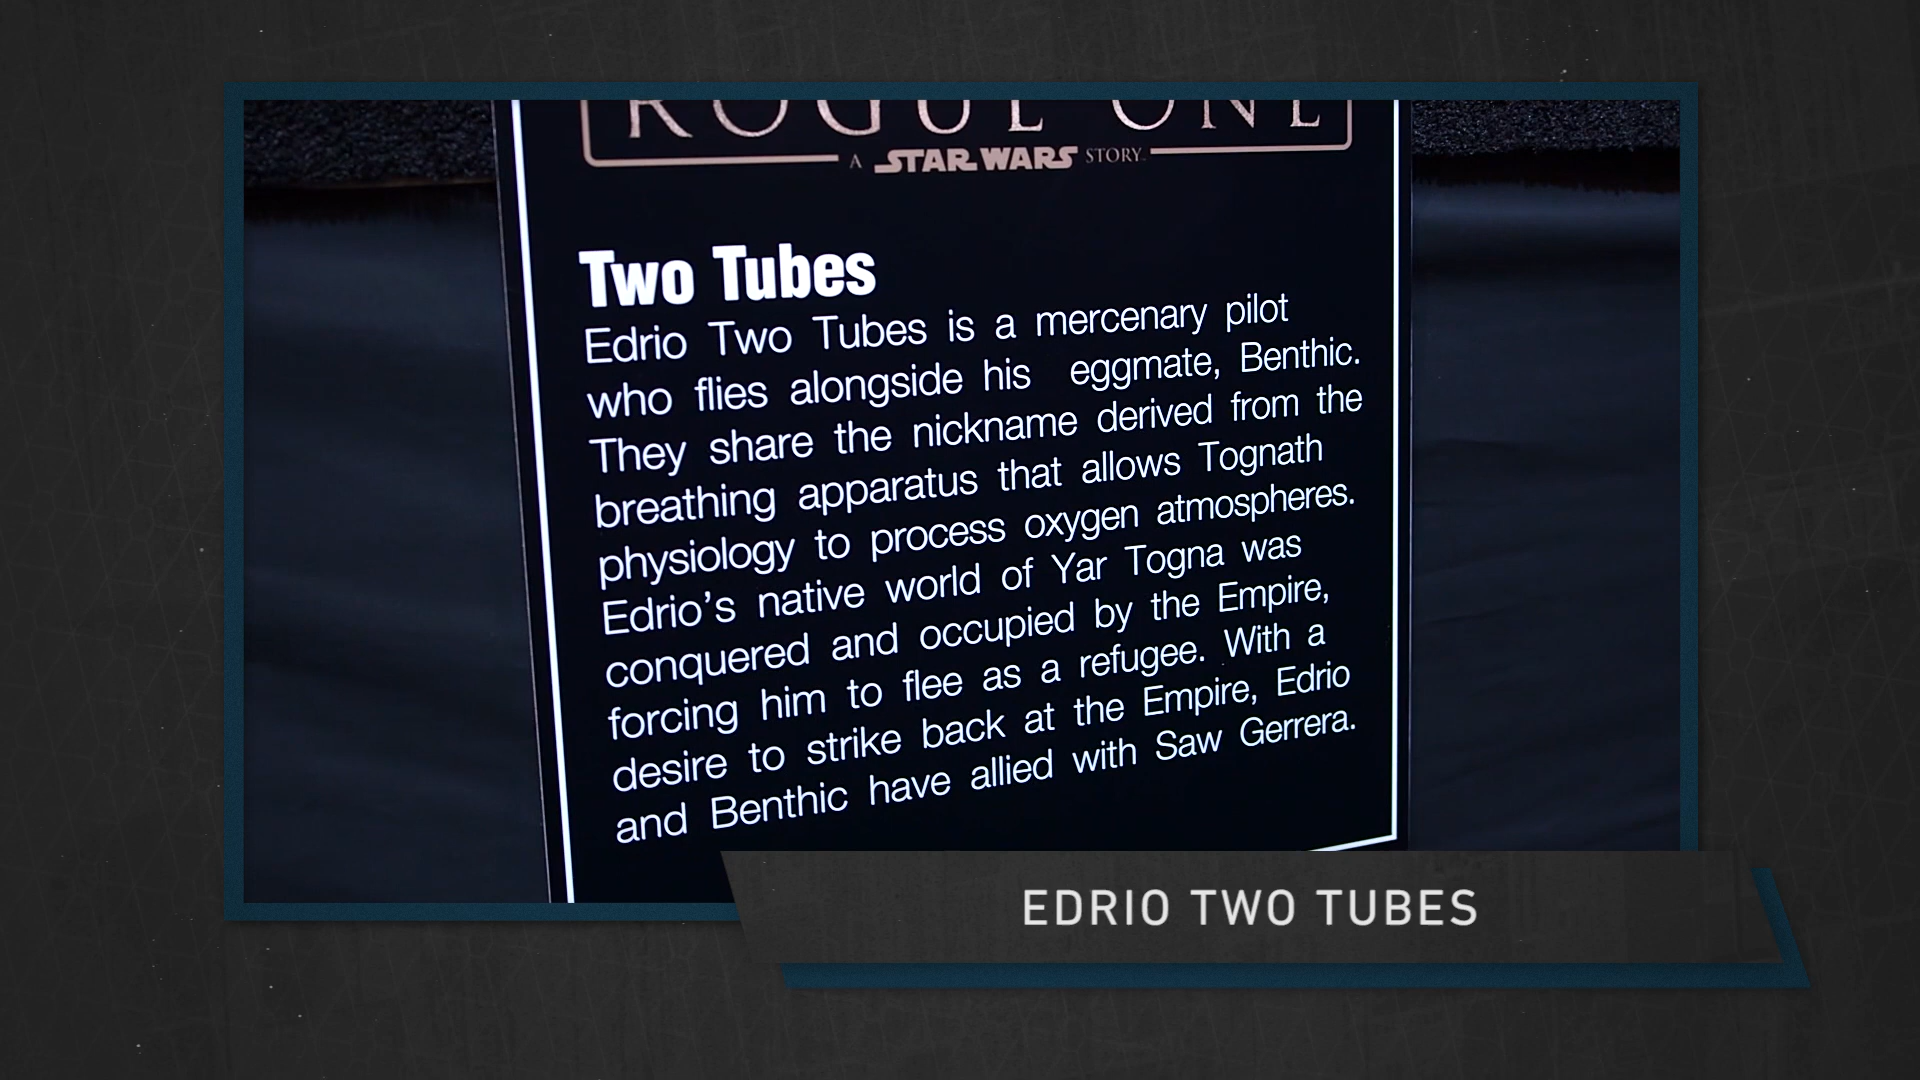 ROGUE ONE
A STAR WARS STORY
Two Tubes
Edrio Two Tubes is a mercenary pilot
who flies alongside his eggmate, Benthic.
They share the nickname derived from the
breathing apparatus that allows Tognath
physiology to process oxygen atmospheres.
Edrio’s native world of Yar Togna was
conquered and occupied by the Empire,
forcing him to flee as a refugee. With a
desire to strike back at the Empire, Edrio
and Benthic have allied with Saw Gerrera.
EDRIO TWO TUBES